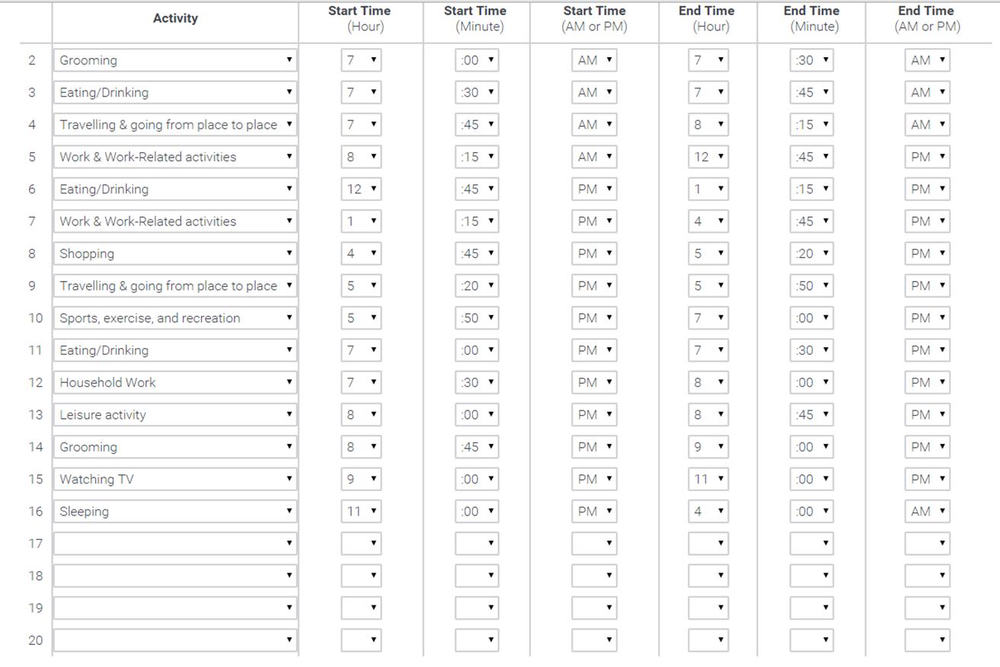 Activity Start Time (Hour) Start Time (Minute) Start Time (AM or PM) End Time (Hour) End Time (Minute) End Time (AM or PM)
2 Grooming 7 :00 AM 7 :30 AM
3 Eating/Drinking 7 :30 AM 7 :45 AM
4 Travelling & going from place to place 7 :45 AM 8 :15 AM
5 Work & Work-Related activities 8 :15 AM 12 :45 PM
6 Eating/Drinking 12 :45 PM 1 :15 PM
7 Work & Work-Related activities 1 :15 PM 4 :45 PM
8 Shopping 4 :45 PM 5 :20 PM
9 Travelling & going from place to place 5 :20 PM 5 :50 PM
10 Sports, exercise, and recreation 5 :50 PM 7 :00 PM
11 Eating/Drinking 7 :00 PM 7 :30 PM
12 Household Work 7 :30 PM 8 :00 PM
13 Leisure activity 8 :00 PM 8 :45 PM
14 Grooming 8 :45 PM 9 :00 PM
15 Watching TV 9 :00 PM 11 :00 PM
16 Sleeping 11 :00 PM 4 :00 AM
17
18
19
20